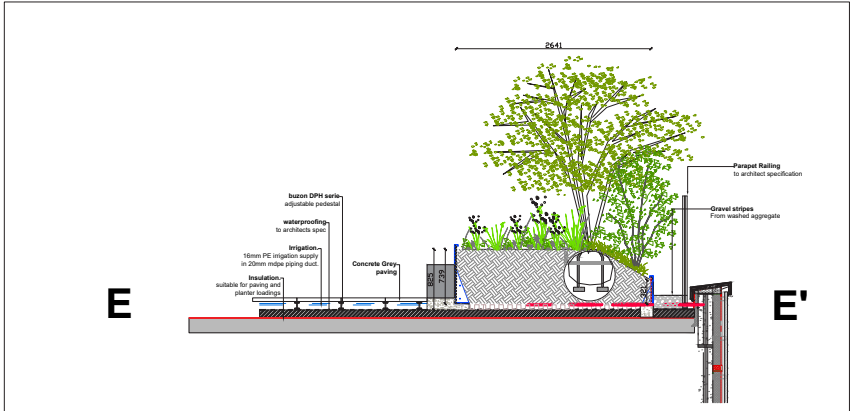 2641
Parapet Railing
to architect specification
buzon DPH serie
adjustable pedestal
Gravel stripes
From washed aggregate
waterproofing
to architects spec
Irrigation
16mm PE irrigation supply
in 20mm mdpe piping duct.
Concrete Grey
paving
Insulation
suitable for paving and
planter loadings
825
739
E
E'